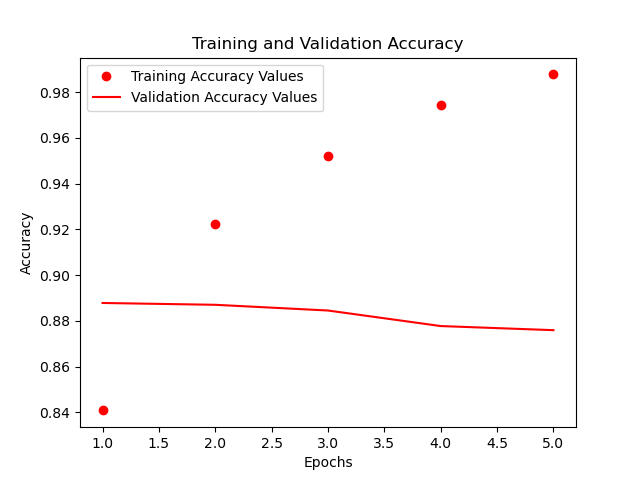 Training and Validation Accuracy
Training Accuracy Values
Validation Accuracy Values
0.98
0.96
0.94
0.92
0.90
0.88
0.86
0.84
Accuracy
1.0 1.5 2.0 2.5 3.0 3.5 4.0 4.5 5.0
Epochs